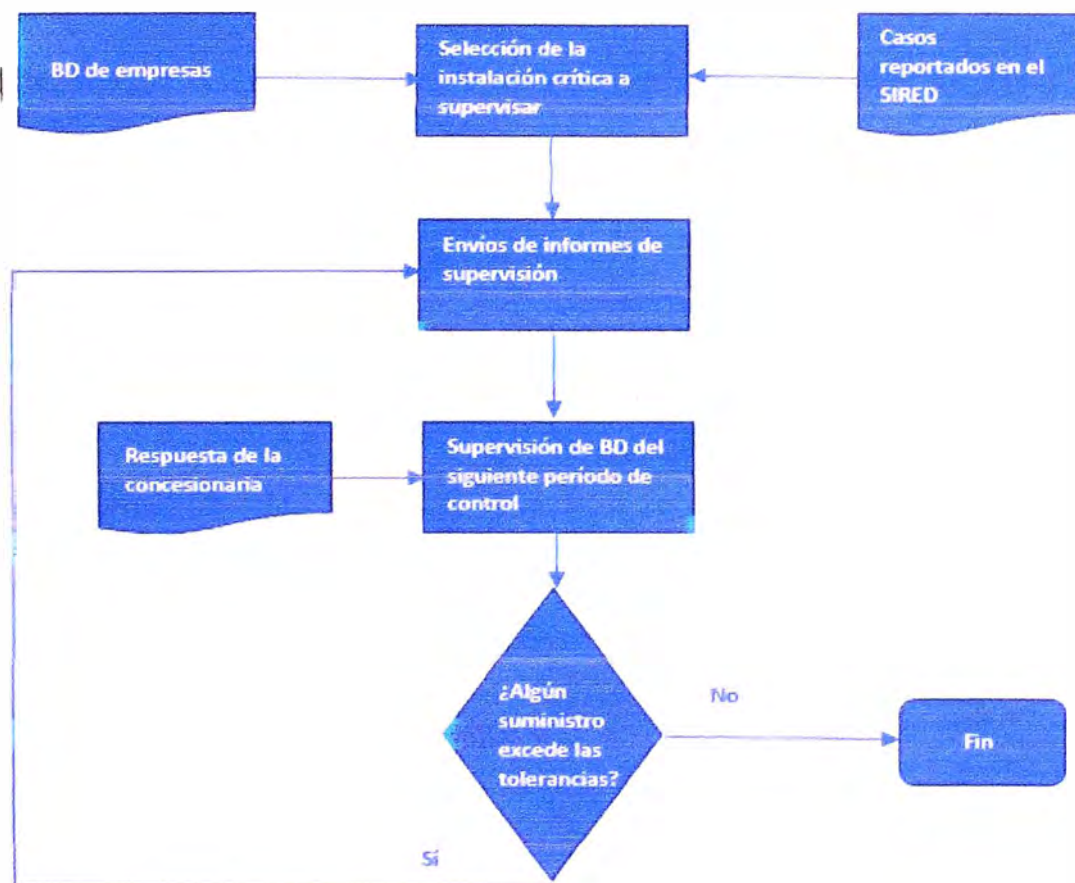 BD de empresas
Selección de la
instalación crítica a
supervisar
Casos
reportados en el
SIRED
Envíos de informes de
supervisión
Respuesta de la
concesionaria
Supervisión de BD del
siguiente período de
control
¿Algún
suministro
excede las
tolerancias?
No
Fin
Sí